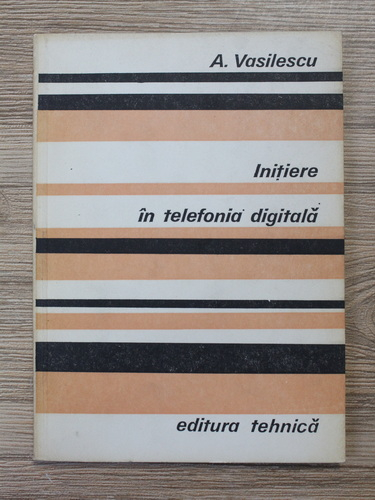 A. Vasilescu
Inițiere
în telefonia digitală
editura tehnică